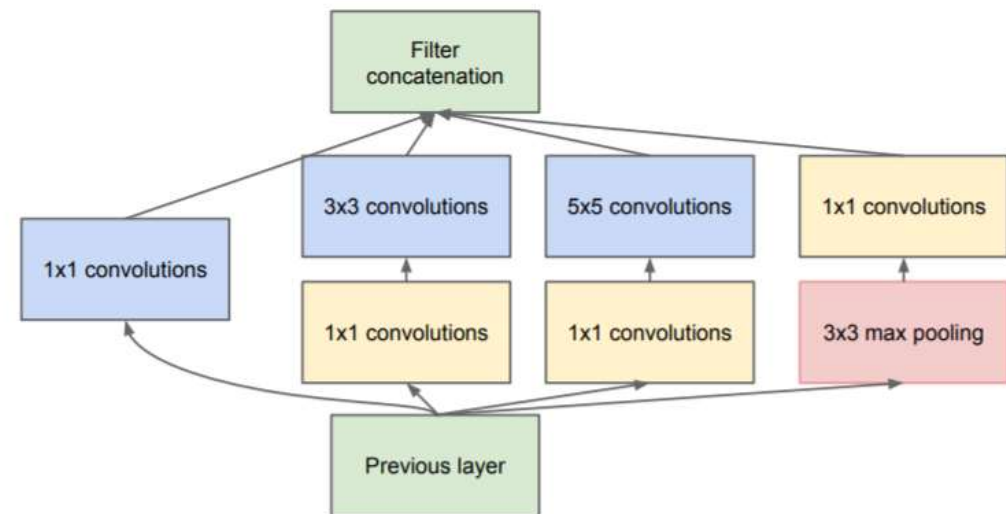 Filter
concatenation
3x3 convolutions
5x5 convolutions
1x1 convolutions
1x1 convolutions
1x1 convolutions
1x1 convolutions
3x3 max pooling
Previous layer